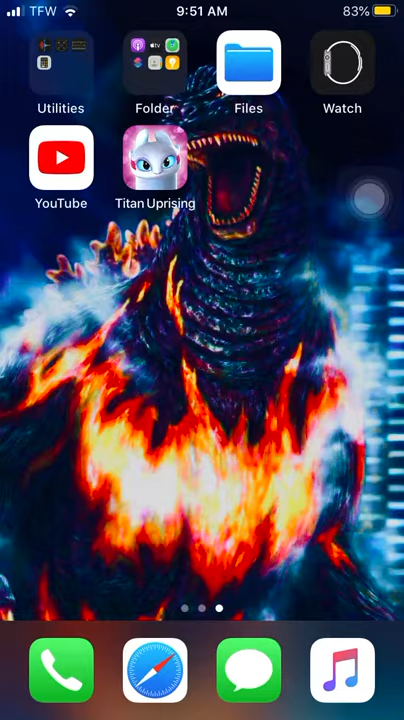 TFW 9:51 AM 83%
Utilities Folder Files Watch
YouTube Titan Uprising